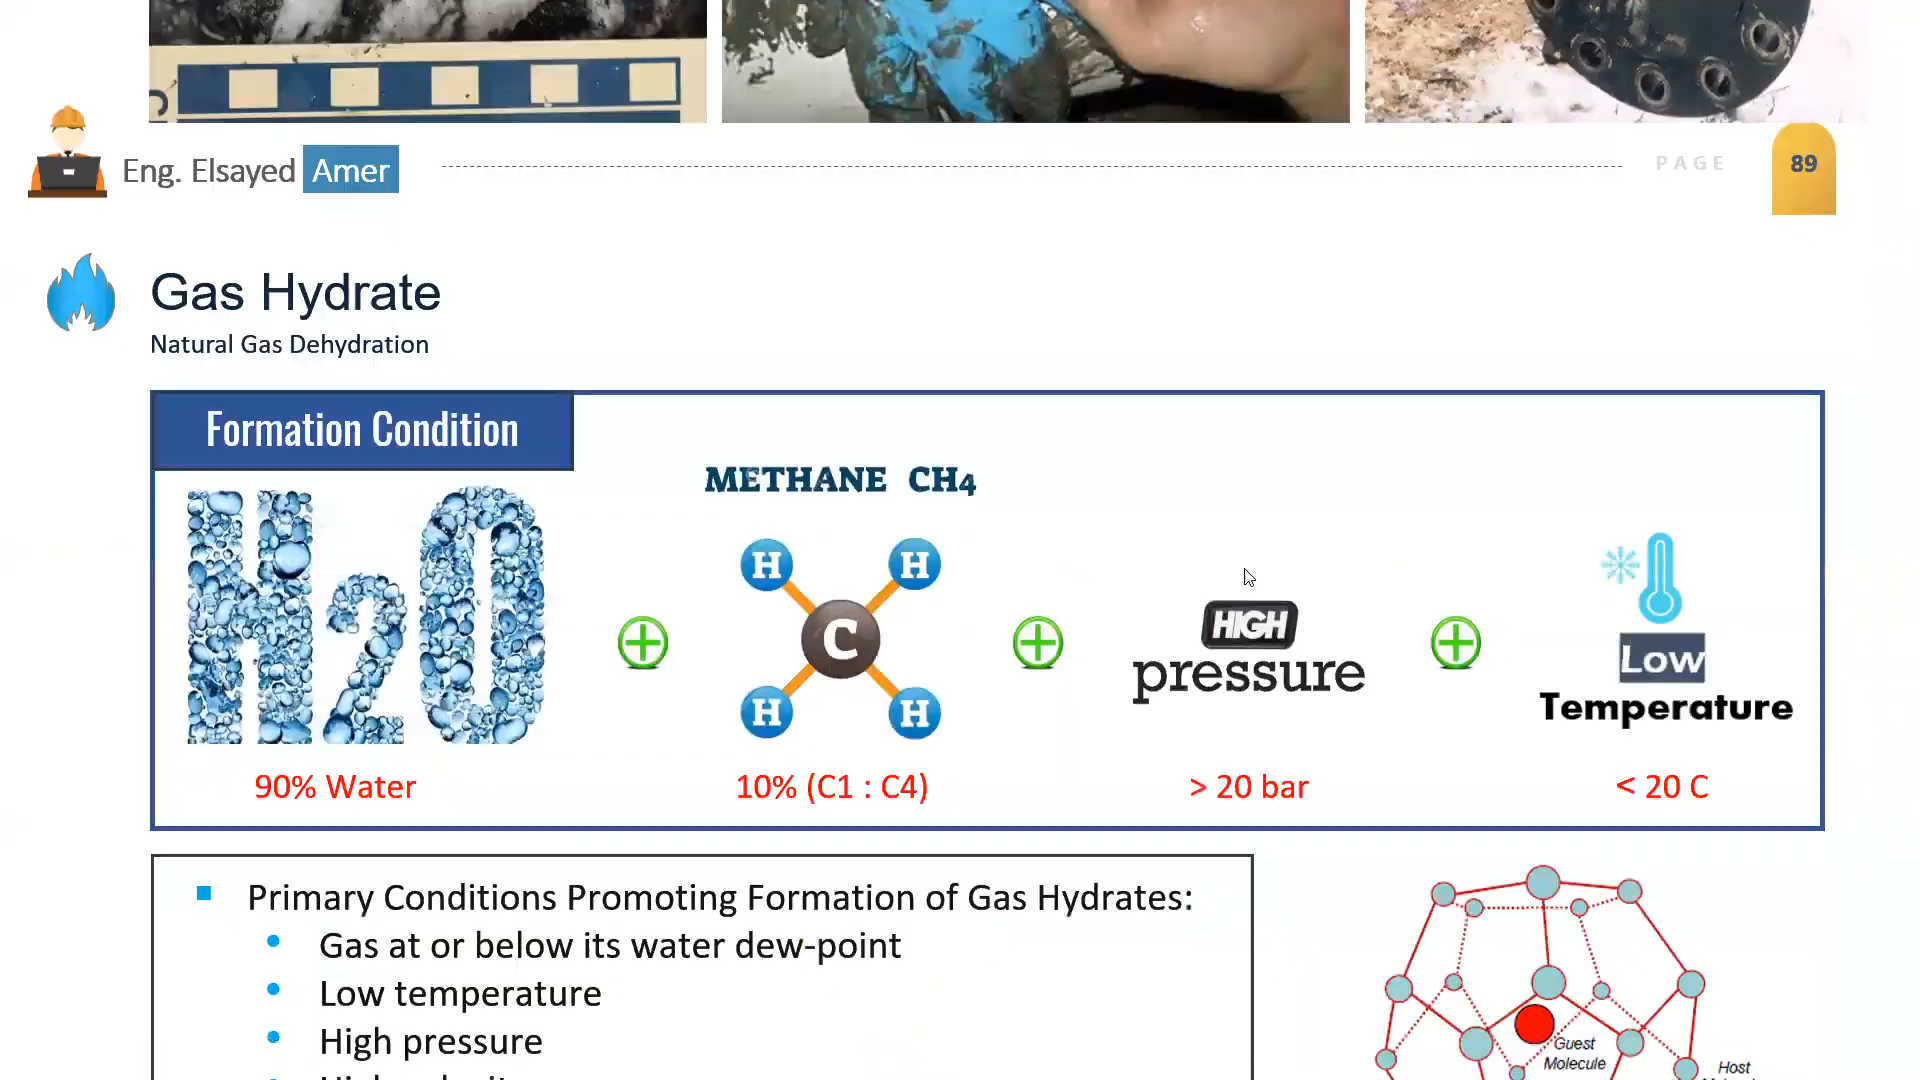 Eng. Elsayed Amer
PAGE
89
Gas Hydrate
Natural Gas Dehydration
Formation Condition
METHANE CH4
H2O
H H
C
H H
HIGH
pressure
Low
Temperature
90% Water
10% (C1 : C4)
> 20 bar
< 20 C
Primary Conditions Promoting Formation of Gas Hydrates:
Gas at or below its water dew-point
Low temperature
High pressure
Guest
Molecule
Host